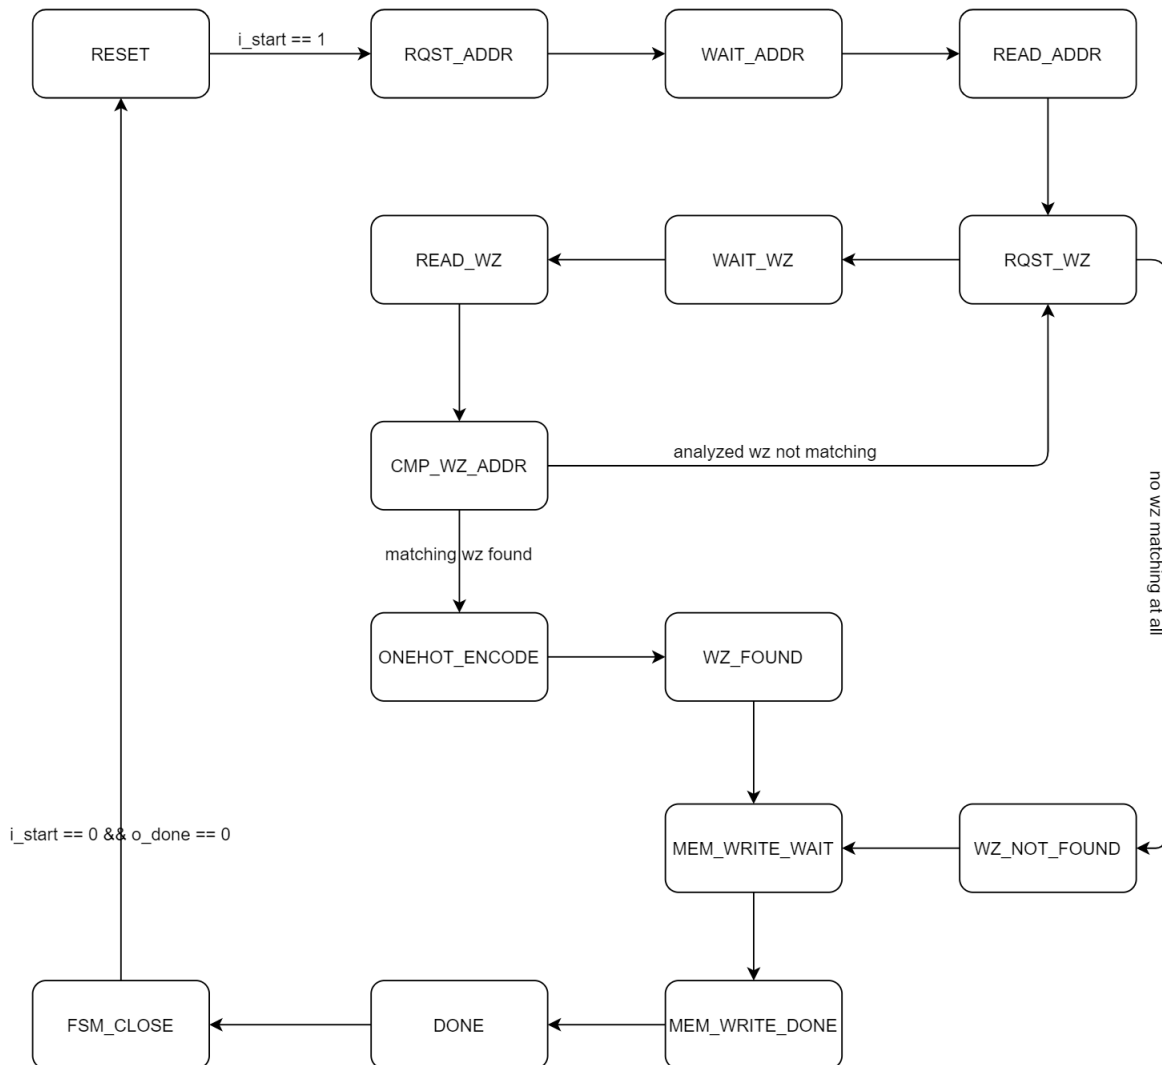 i_start == 1
RESET
RQST_ADDR
WAIT_ADDR
READ_ADDR
READ_WZ
WAIT_WZ
RQST_WZ
CMP_WZ_ADDR
analyzed wz not matching
no wz matching at all
matching wz found
ONEHOT_ENCODE
WZ_FOUND
i_start == 0 && o_done == 0
MEM_WRITE_WAIT
WZ_NOT_FOUND
FSM_CLOSE
DONE
MEM_WRITE_DONE